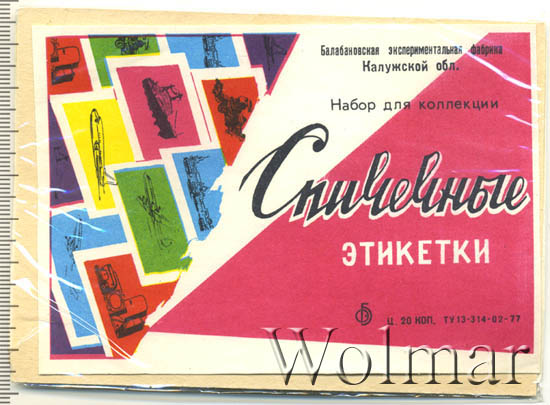 Балабановская экспериментальная фабрика
Калужской обл.
Набор для коллекции
Спичечные
ЭТИКЕТКИ
Ц. 20 КОП. ТУ13-314-02-77
Wolmar